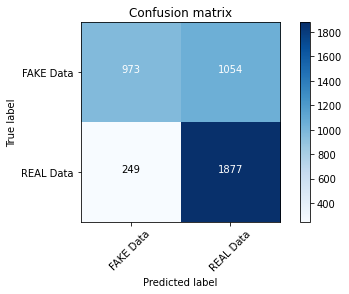 Confusion matrix
FAKE Data
973
1054
REAL Data
249
1877
True label
FAKE Data
REAL Data
Predicted label
1800
1600
1400
1200
1000
800
600
400